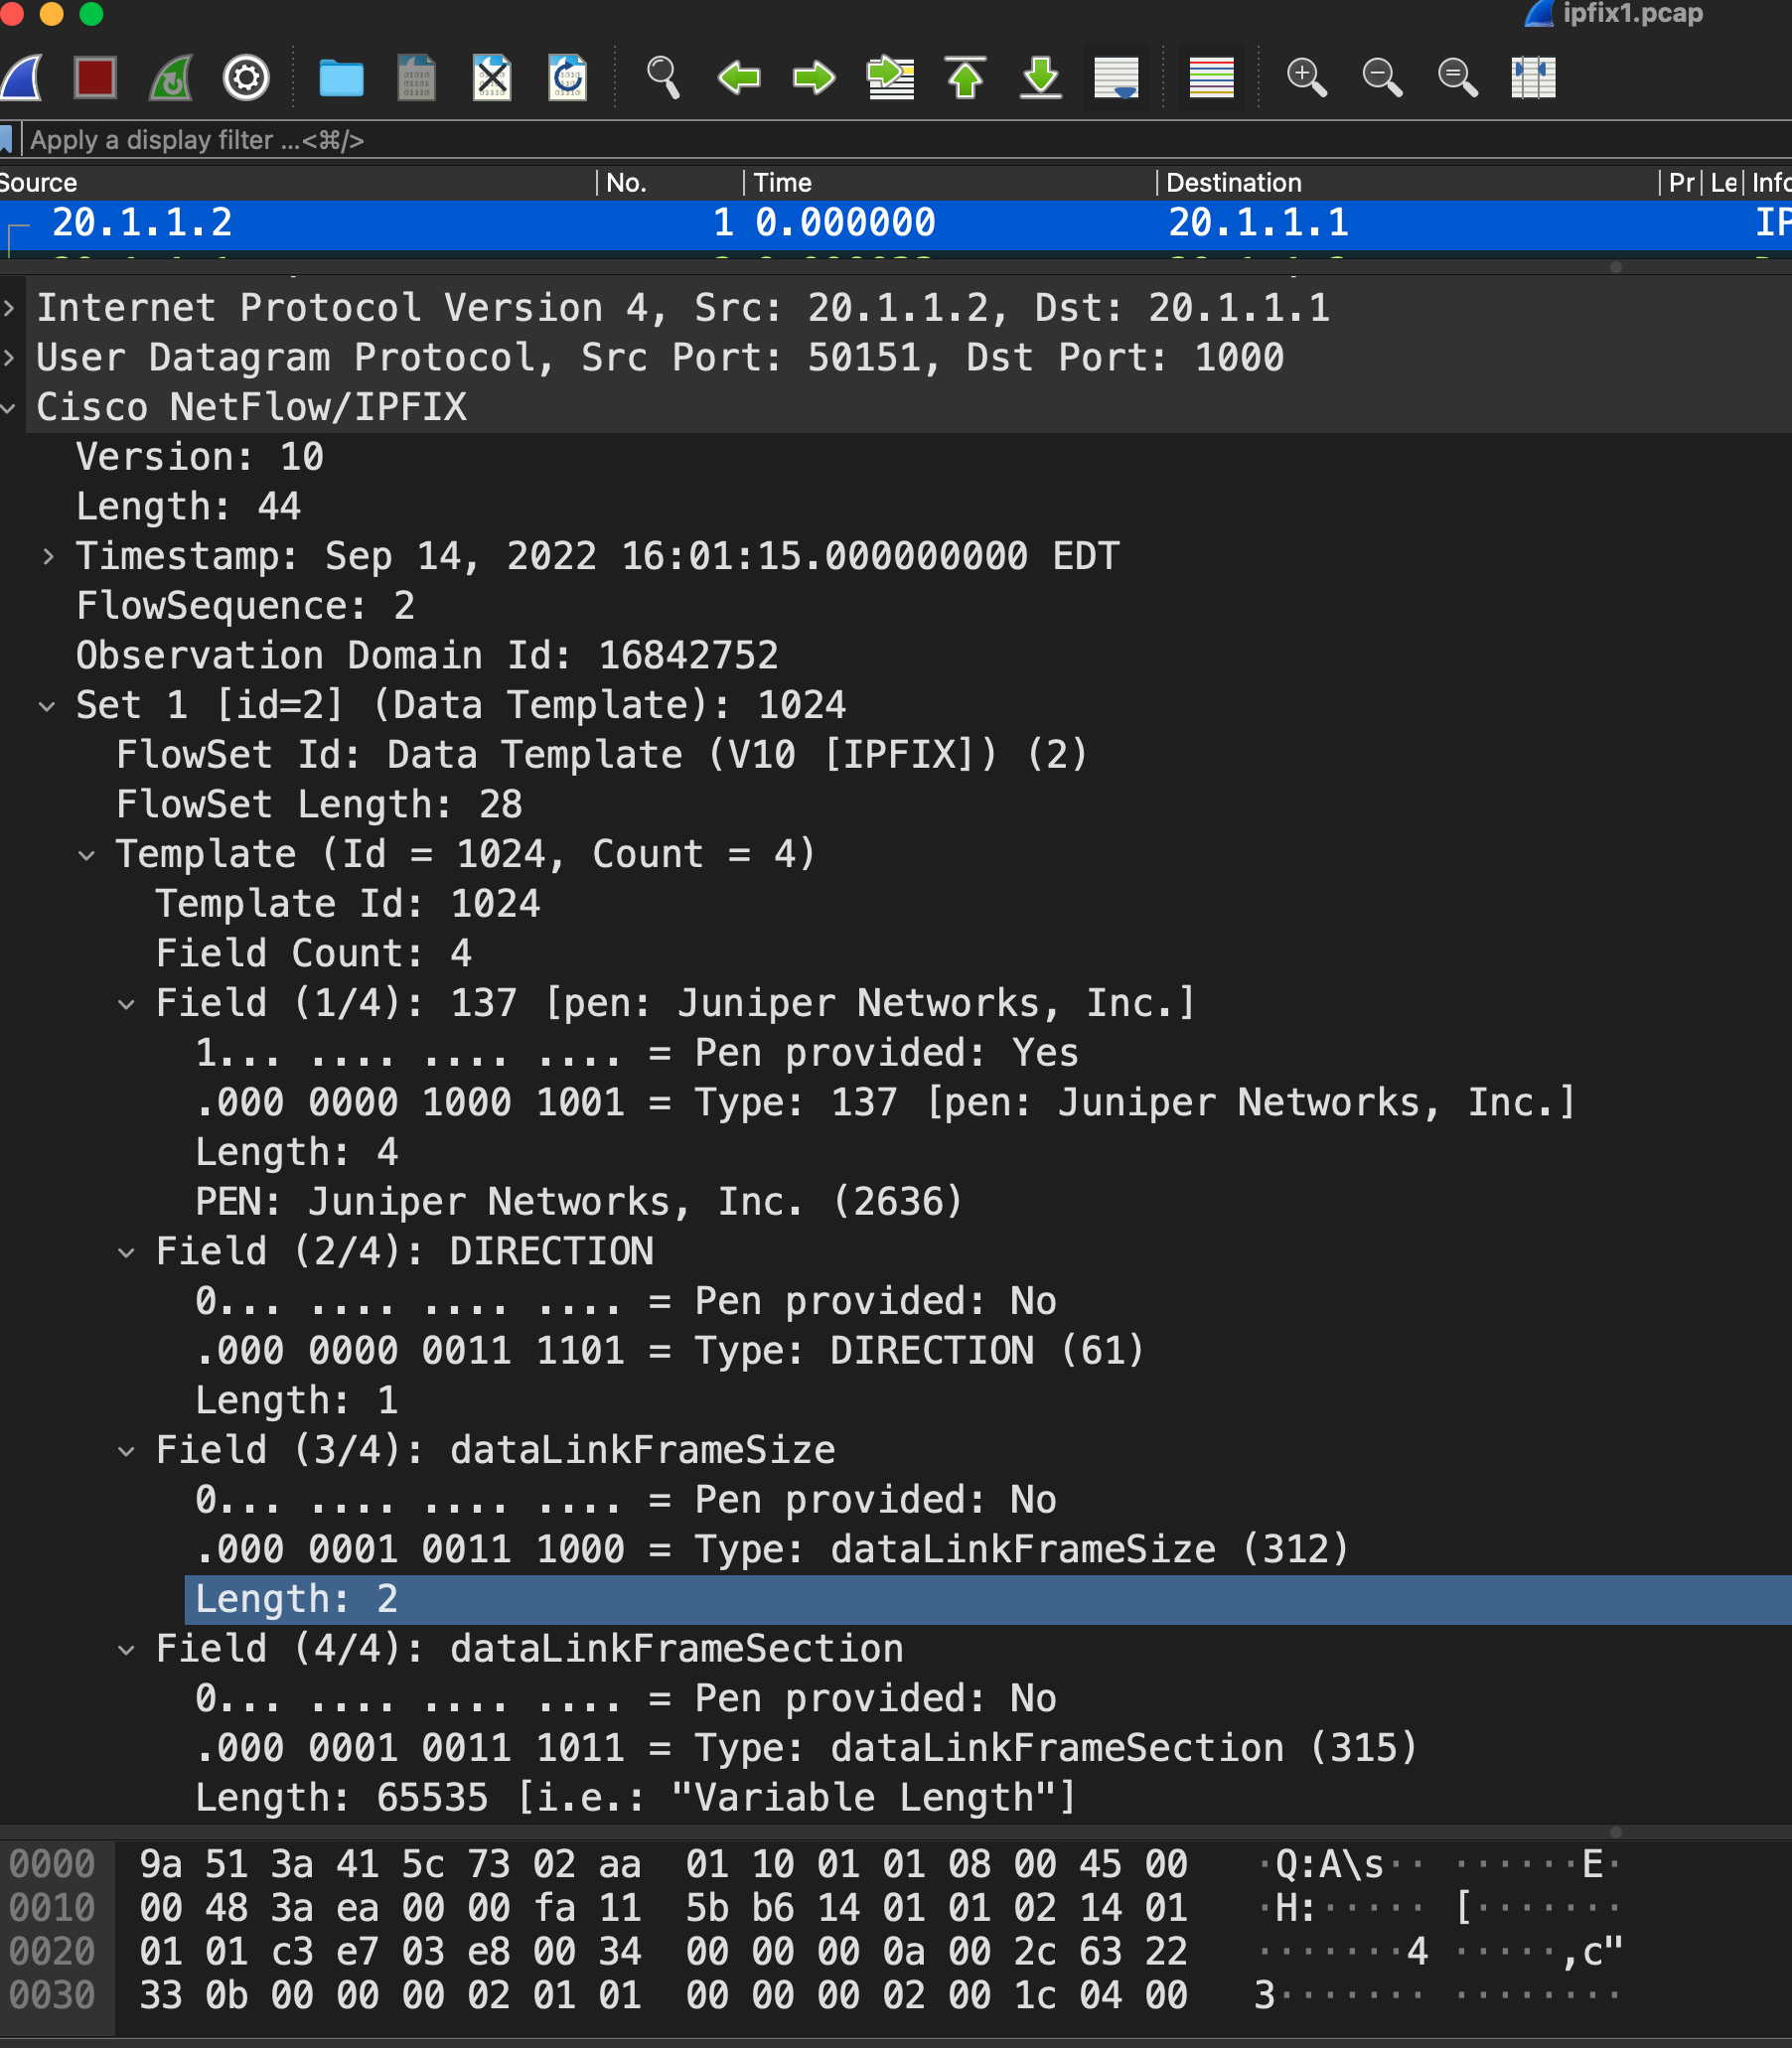 ipfix1.pcap
Apply a display filter ...<⌘/>
Source No. Time Destination Pr Le Info
20.1.1.2 1 0.000000 20.1.1.1 IP
Internet Protocol Version 4, Src: 20.1.1.2, Dst: 20.1.1.1
User Datagram Protocol, Src Port: 50151, Dst Port: 1000
Cisco NetFlow/IPFIX
Version: 10
Length: 44
Timestamp: Sep 14, 2022 16:01:15.000000000 EDT
FlowSequence: 2
Observation Domain Id: 16842752
Set 1 [id=2] (Data Template): 1024
FlowSet Id: Data Template (V10 [IPFIX]) (2)
FlowSet Length: 28
Template (Id = 1024, Count = 4)
Template Id: 1024
Field Count: 4
Field (1/4): 137 [pen: Juniper Networks, Inc.]
1... .... .... .... = Pen provided: Yes
.000 0000 1000 1001 = Type: 137 [pen: Juniper Networks, Inc.]
Length: 4
PEN: Juniper Networks, Inc. (2636)
Field (2/4): DIRECTION
0... .... .... .... = Pen provided: No
.000 0000 0011 1101 = Type: DIRECTION (61)
Length: 1
Field (3/4): dataLinkFrameSize
0... .... .... .... = Pen provided: No
.000 0001 0011 1000 = Type: dataLinkFrameSize (312)
Length: 2
Field (4/4): dataLinkFrameSection
0... .... .... .... = Pen provided: No
.000 0001 0011 1011 = Type: dataLinkFrameSection (315)
Length: 65535 [i.e.: "Variable Length"]
0000 9a 51 3a 41 5c 73 02 aa 01 10 01 01 08 00 45 00 ·Q:A\s·· ······E·
0010 00 48 3a ea 00 00 fa 11 5b b6 14 01 01 02 14 01 ·H:····· [·······
0020 01 01 c3 e7 03 e8 00 34 00 00 00 0a 00 2c 63 22 ·······4 ·····,c"
0030 33 0b 00 00 00 02 01 01 00 00 00 02 00 1c 04 00 3······· ········